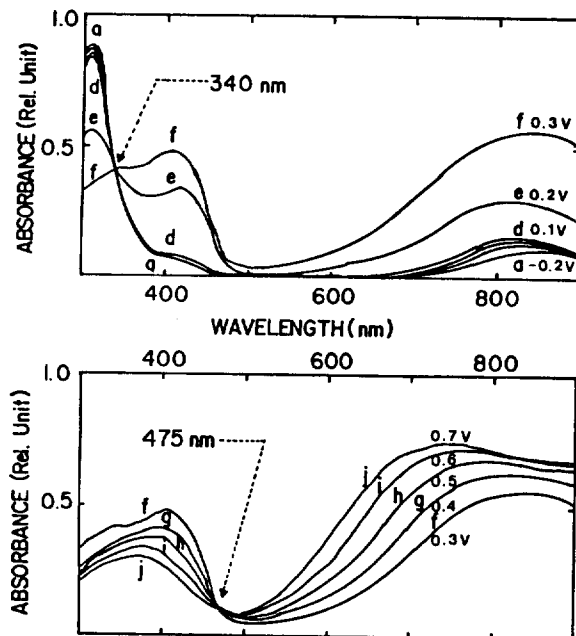 ABSORBANCE (Rel. Unit)
1.0
0.5
a
d
e
f
340 nm
f
e
d
a
f 0.3V
e 0.2V
d 0.1V
a -0.2V
400 600 800
WAVELENGTH (nm)
400 600 800
ABSORBANCE (Rel. Unit)
1.0
0.5
475 nm
f
g
h
i
j
j
i
h
g
f
0.7V
0.6
0.5
0.4
0.3V